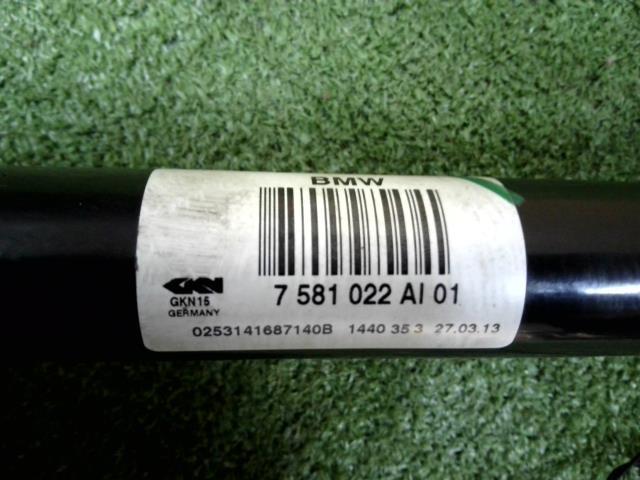 BMW
7 581 022 AI 01
GKN
GKN15
GERMANY
0253141687140B 1440 35 3 27.03.13